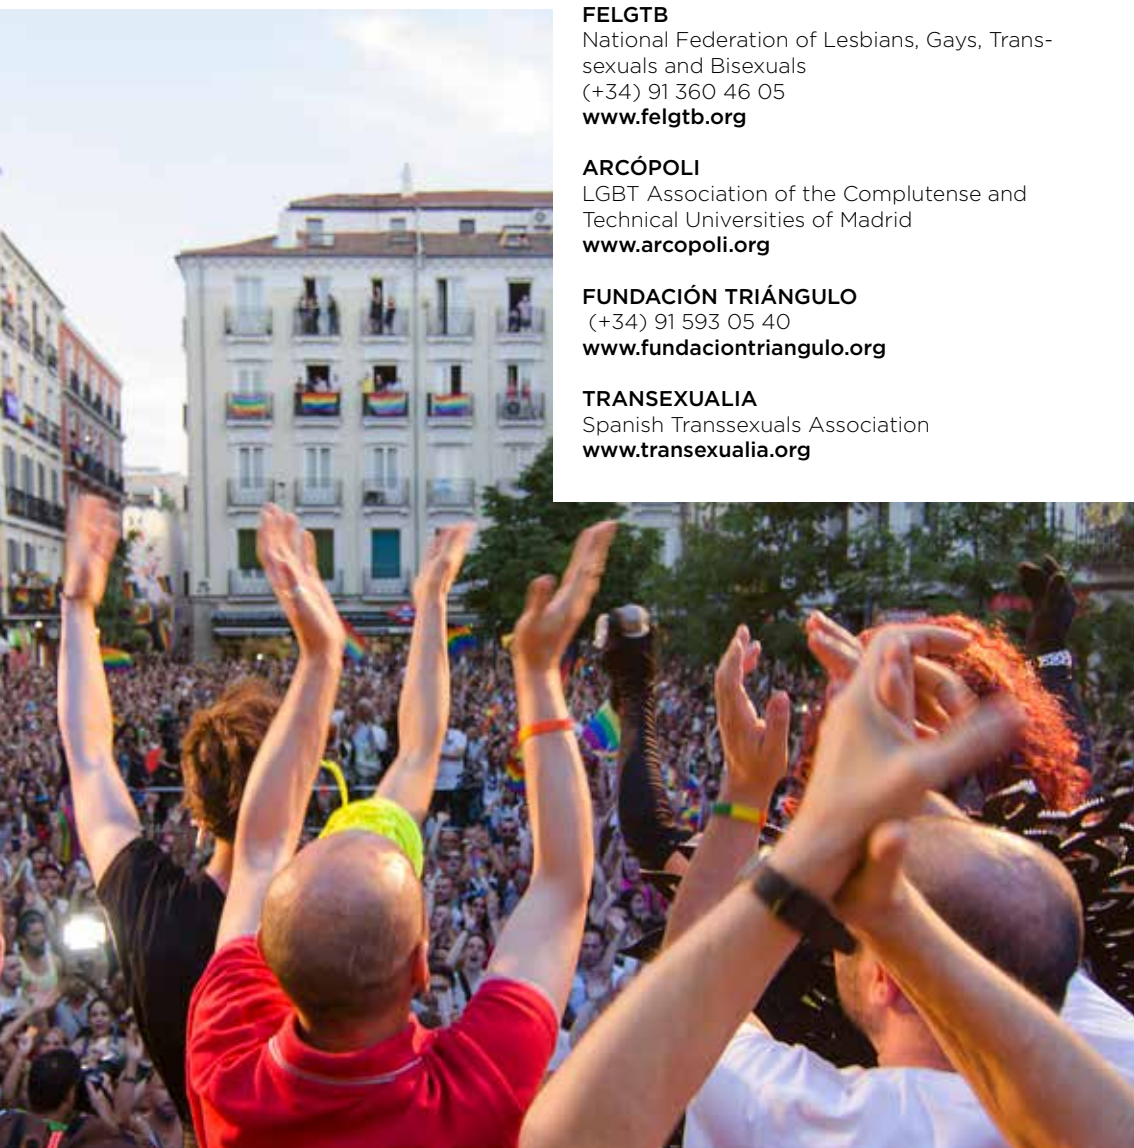 FELGTB
National Federation of Lesbians, Gays, Trans-
sexuals and Bisexuals
(+34) 91 360 46 05
www.felgtb.org
ARCÓPOLI
LGBT Association of the Complutense and
Technical Universities of Madrid
www.arcopoli.org
FUNDACIÓN TRIÁNGULO
(+34) 91 593 05 40
www.fundaciontriangulo.org
TRANSEXUALIA
Spanish Transsexuals Association
www.transexualia.org